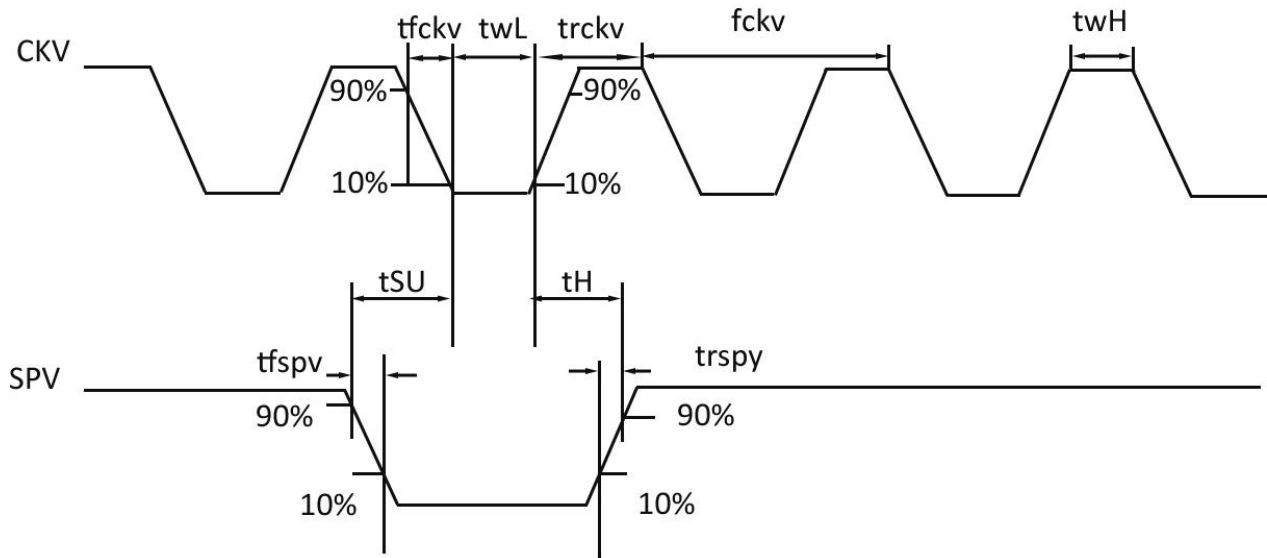 tfckv twL trckv fckv twH
CKV
90% 90%
10% 10%
tSU tH
tfspv trspy
SPV
90% 90%
10% 10%